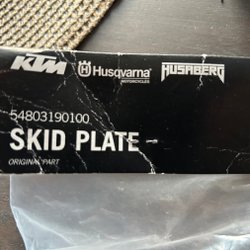 KTM Husqvarna HUSABERG
MOTORCYCLES
54803190100
SKID PLATE -
ORIGINAL PART